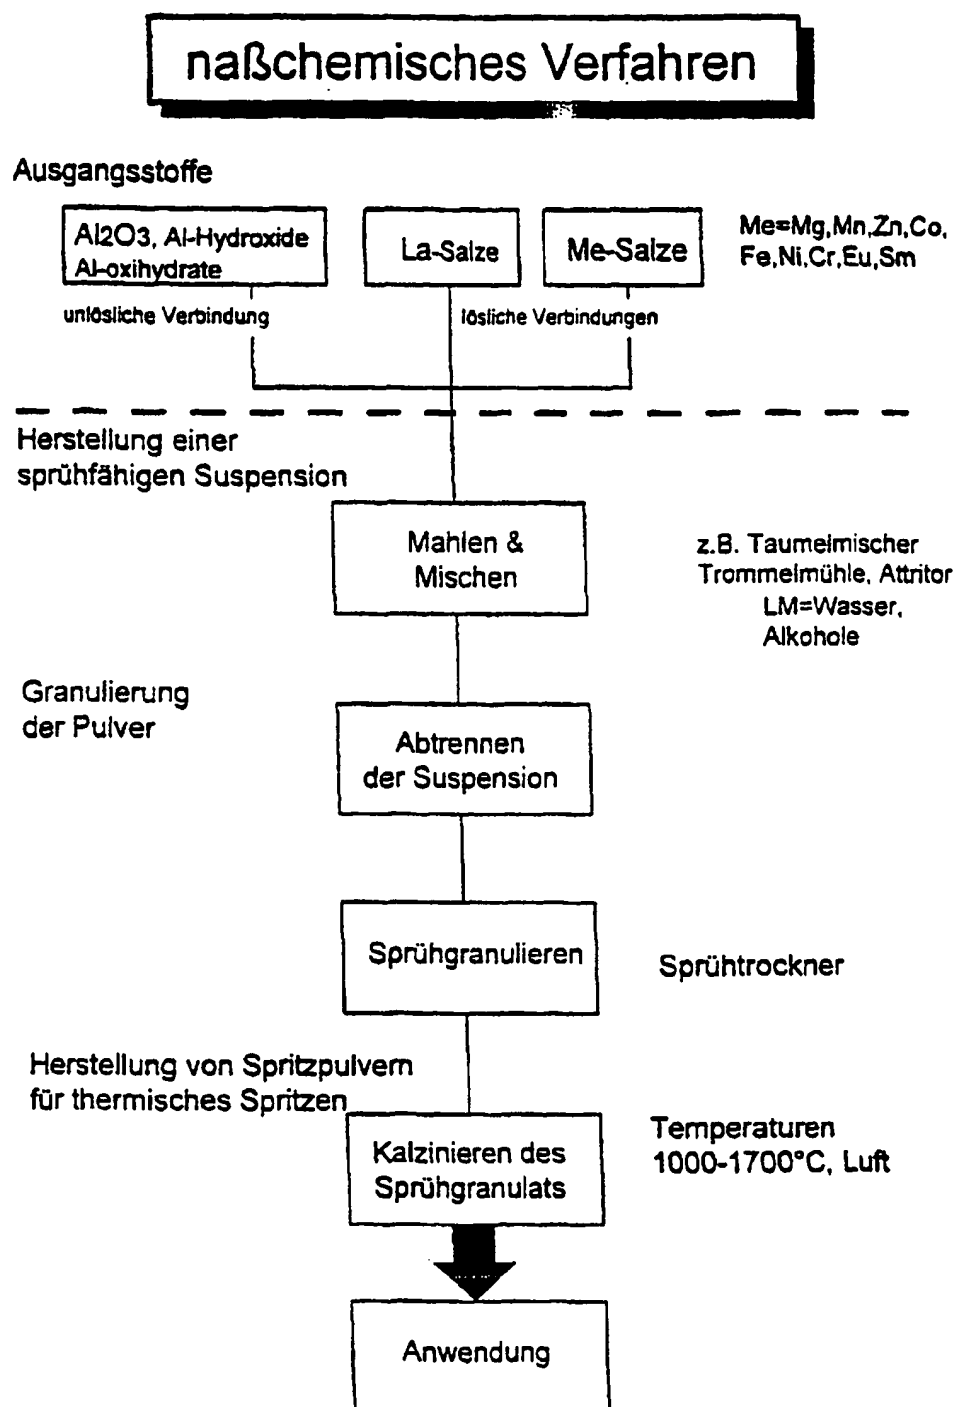 naßchemisches Verfahren
Ausgangsstoffe
Al2O3, Al-Hydroxide
Al-oxihydrate
La-Salze
Me-Salze
Me=Mg,Mn,Zn,Co,
Fe,Ni,Cr,Eu,Sm
unlösliche Verbindung
lösliche Verbindungen
Herstellung einer
sprühfähigen Suspension
Mahlen &
Mischen
z.B. Taumelmischer
Trommelmühle, Attritor
LM=Wasser,
Alkohole
Granulierung
der Pulver
Abtrennen
der Suspension
Sprühgranulieren
Sprühtrockner
Herstellung von Spritzpulvern
für thermisches Spritzen
Kalzinieren des
Sprühgranulats
Temperaturen
1000-1700°C, Luft
Anwendung